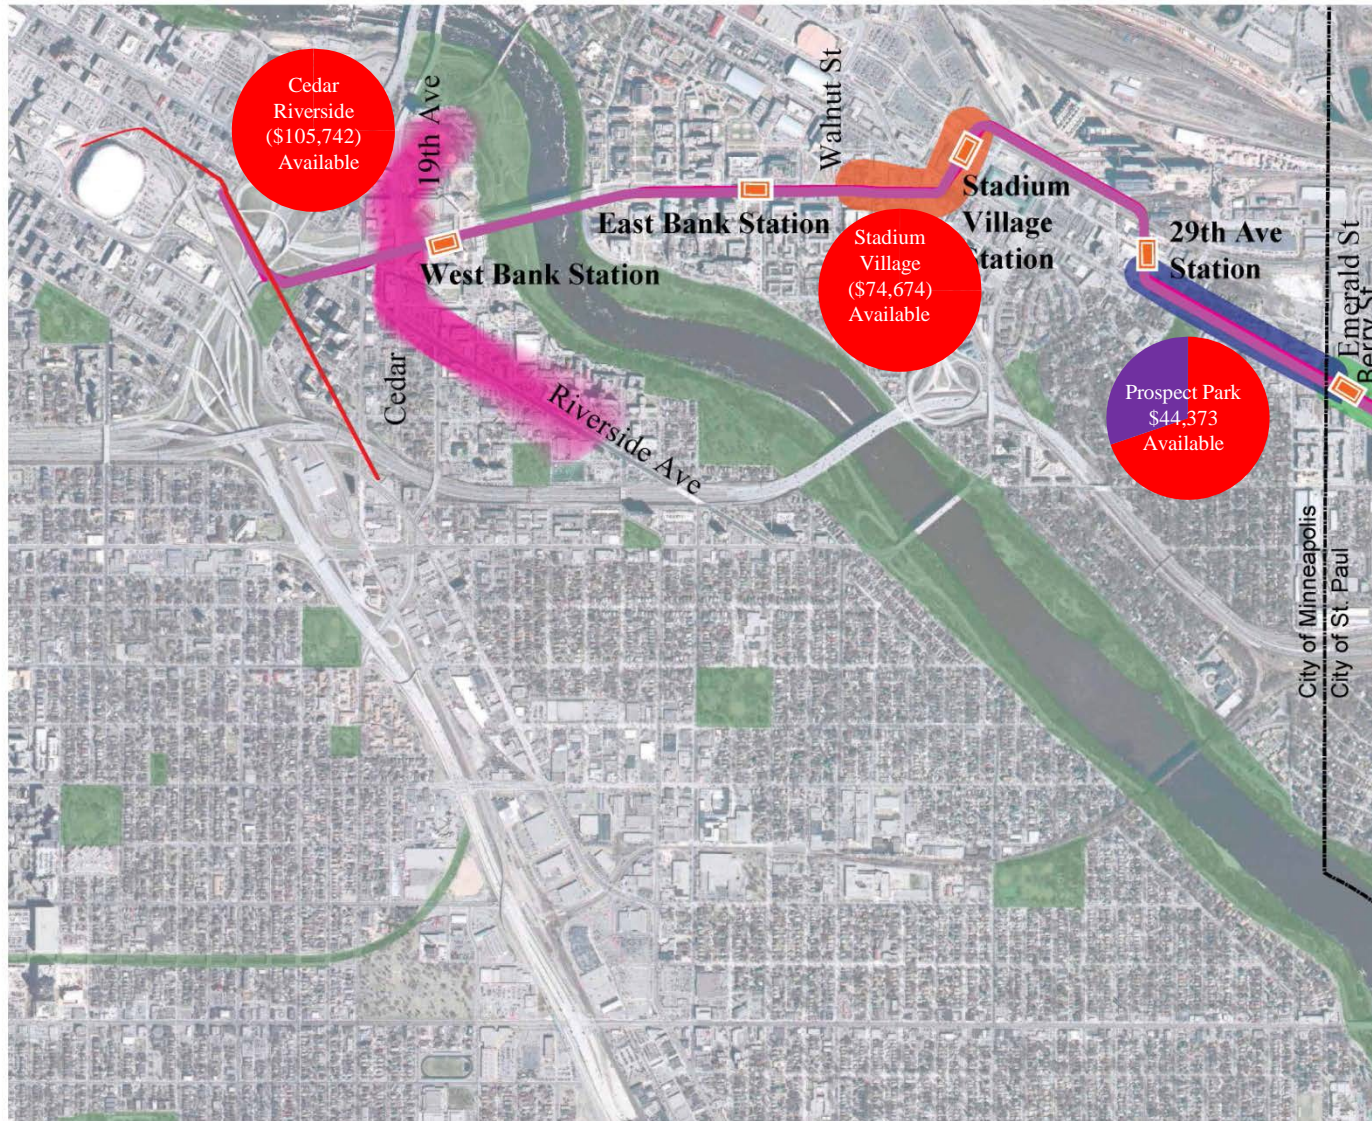 Cedar
Riverside
($105,742)
Available
19th Ave
Walnut St
East Bank Station
West Bank Station
Stadium
Village
Station
Stadium
Village
($74,674)
Available
29th Ave
Station
Emerald St
Berry St
Prospect Park
$44,373
Available
Cedar
Riverside Ave
City of Minneapolis
City of St. Paul